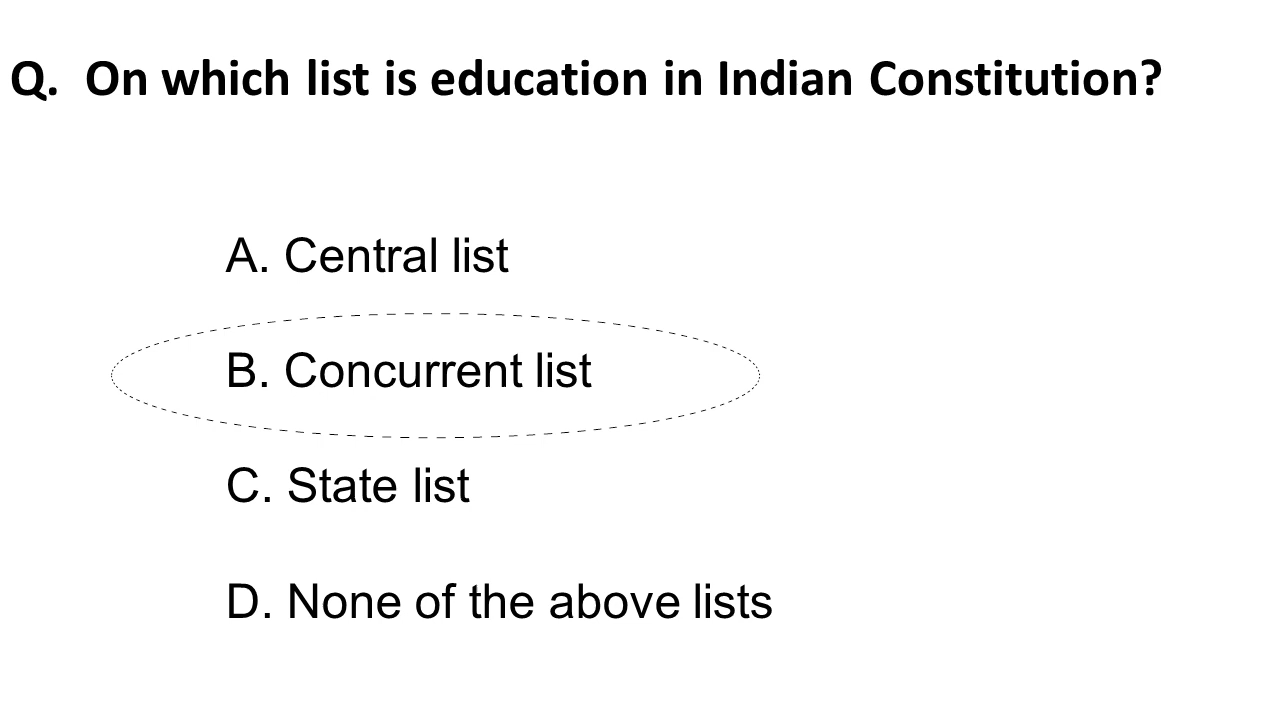 Q. On which list is education in Indian Constitution?
A. Central list
B. Concurrent list
C. State list
D. None of the above lists